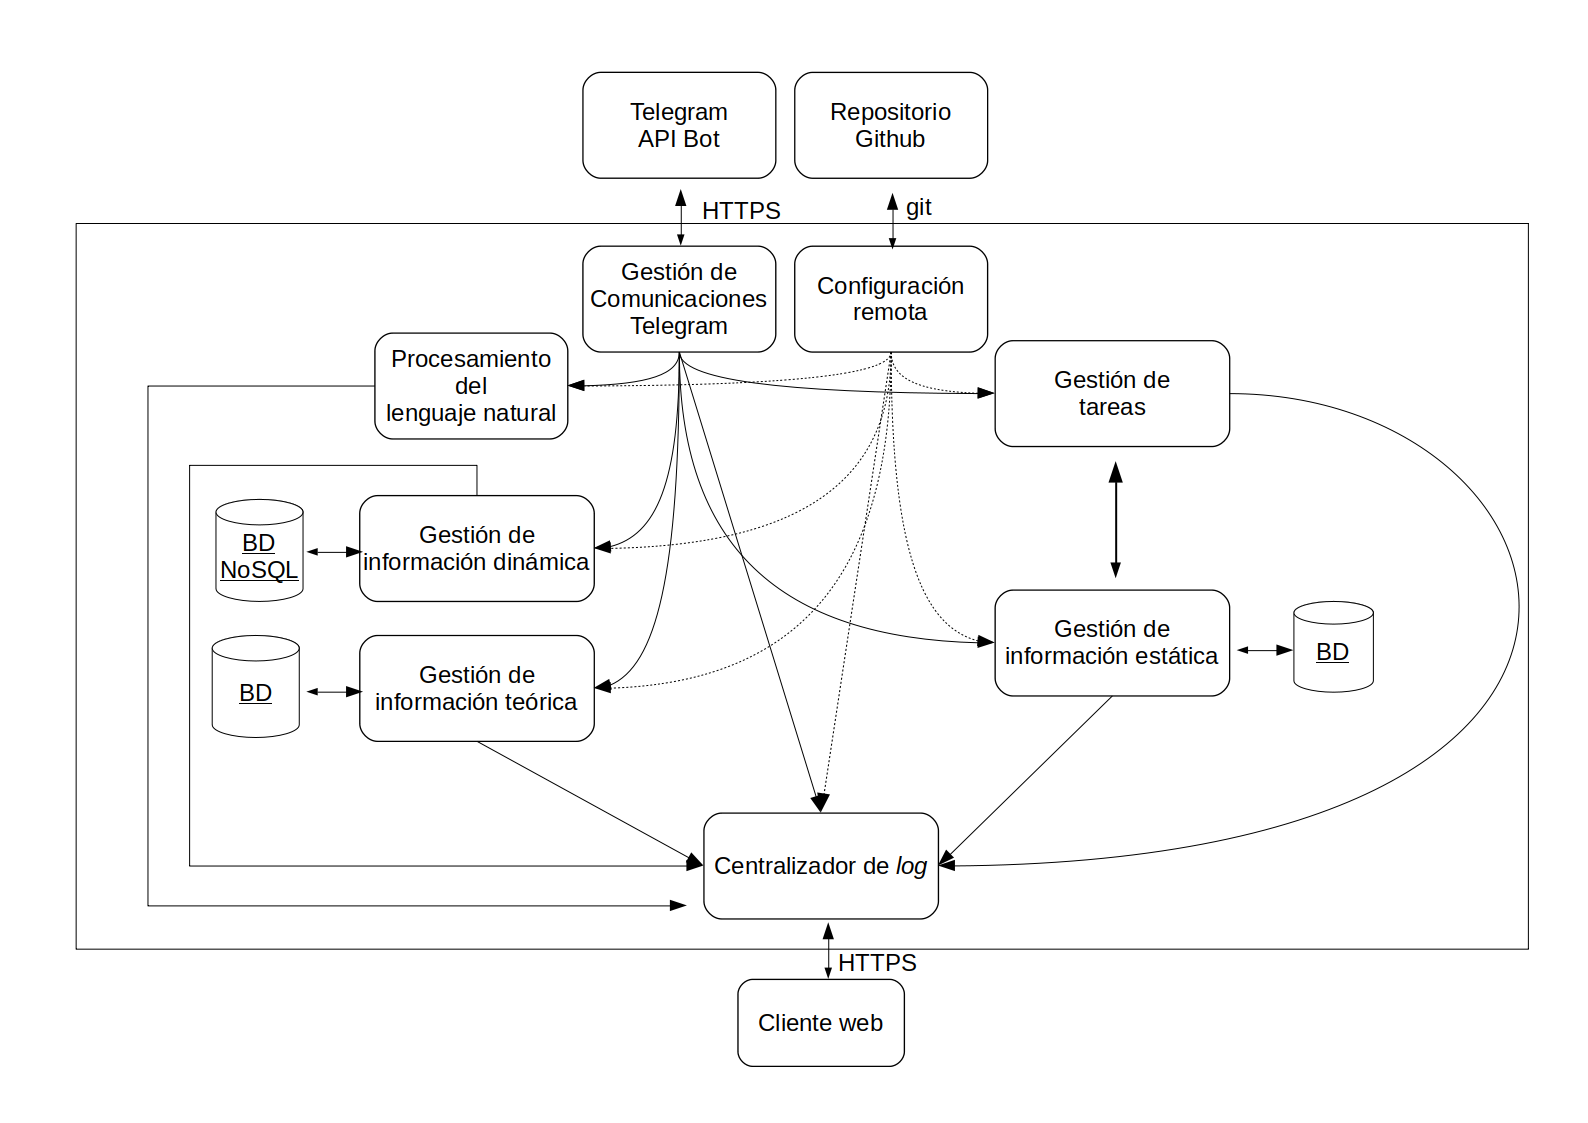 Telegram
API Bot
Repositorio
Github
HTTPS
git
Gestión de
Comunicaciones
Telegram
Configuración
remota
Procesamiento
del
lenguaje natural
Gestión de
tareas
BD
NoSQL
Gestión de
información dinámica
BD
Gestión de
información teórica
Gestión de
información estática
BD
Centralizador de log
HTTPS
Cliente web